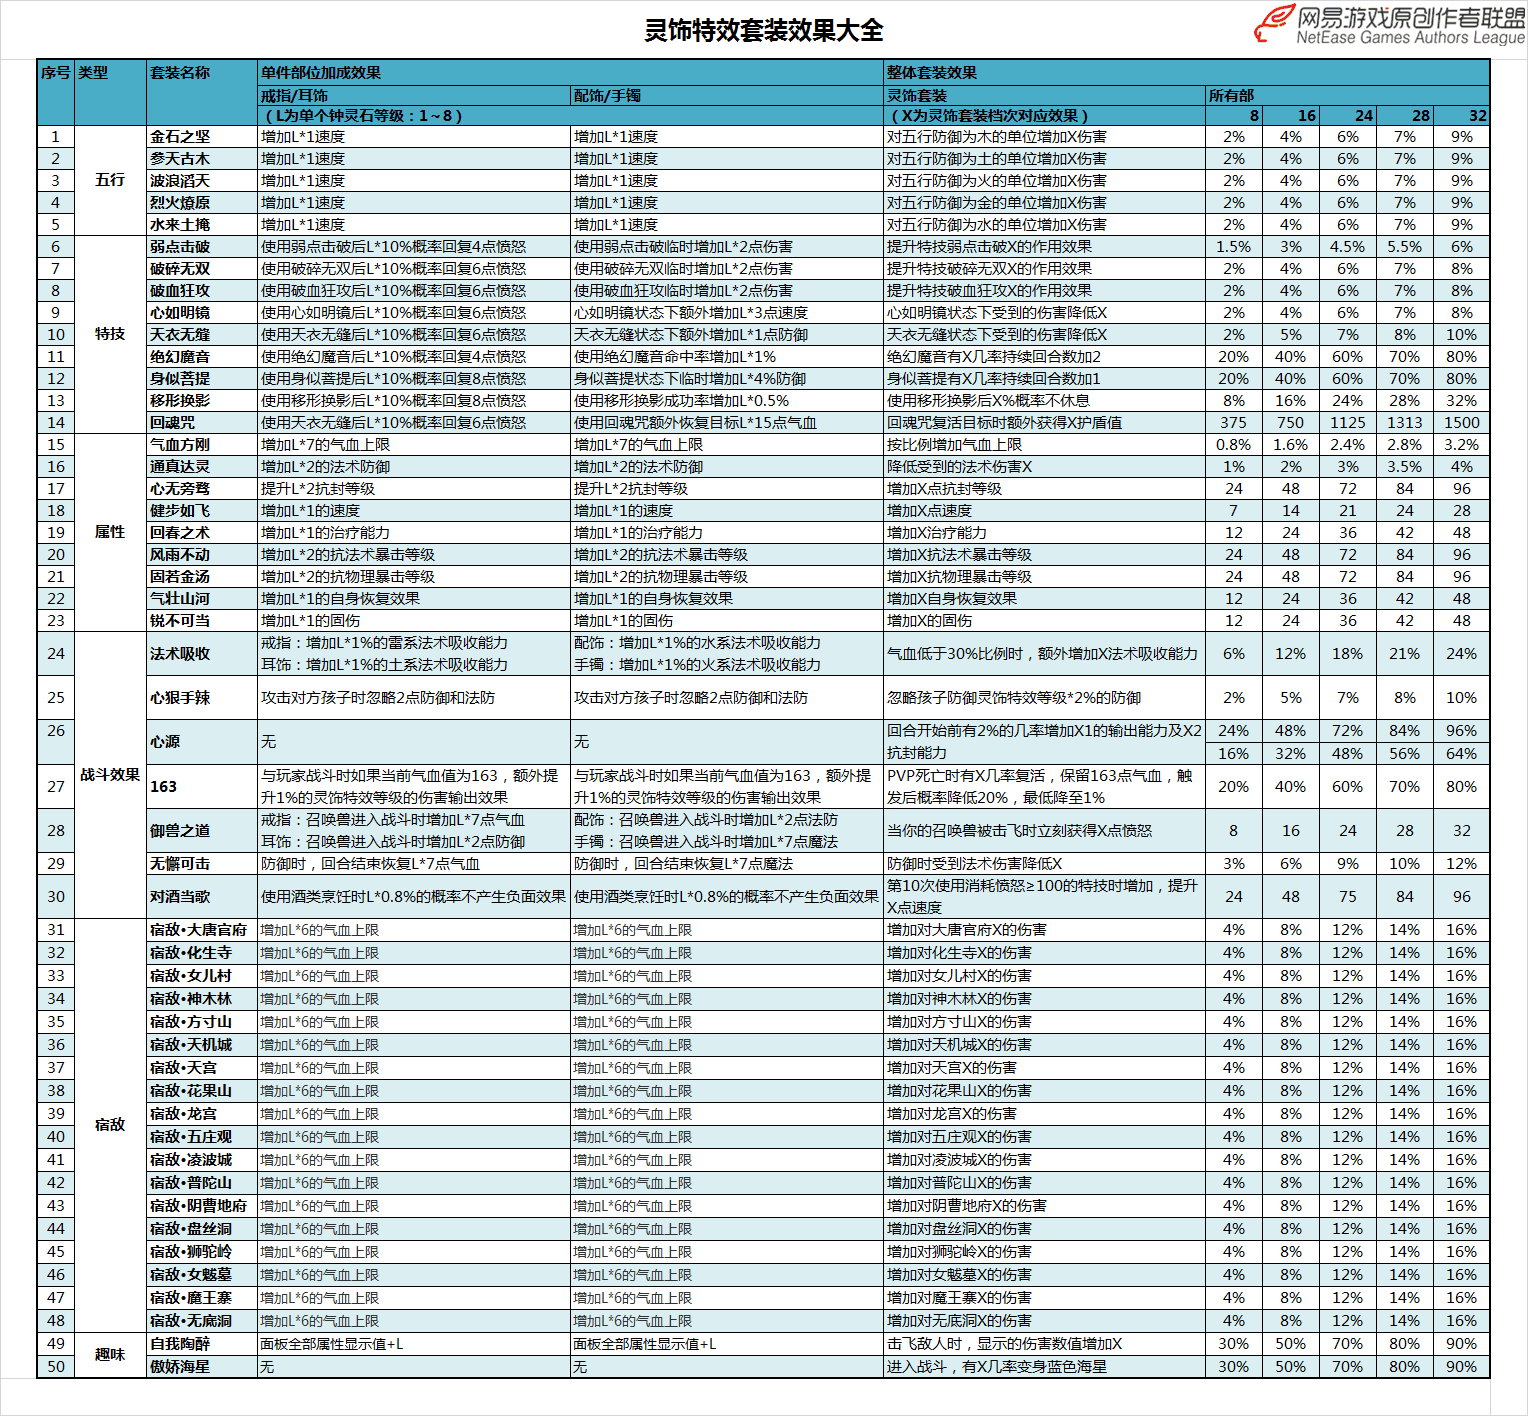 灵饰特效套装效果大全
网易游戏原创作者联盟
NetEase Games Authors League
序号 类型 套装名称 单件部位加成效果 整体套装效果
戒指/耳饰 配饰/手镯 灵饰套装 所有部
（L为单个钟灵石等级：1～8） （X为灵饰套装档次对应效果） 8 16 24 28 32
五行
1 金石之坚 增加L*1速度 增加L*1速度 对五行防御为木的单位增加X伤害 2% 4% 6% 7% 9%
2 参天古木 增加L*1速度 增加L*1速度 对五行防御为土的单位增加X伤害 2% 4% 6% 7% 9%
3 波浪滔天 增加L*1速度 增加L*1速度 对五行防御为火的单位增加X伤害 2% 4% 6% 7% 9%
4 烈火燎原 增加L*1速度 增加L*1速度 对五行防御为金的单位增加X伤害 2% 4% 6% 7% 9%
5 水来土掩 增加L*1速度 增加L*1速度 对五行防御为水的单位增加X伤害 2% 4% 6% 7% 9%
特技
6 弱点击破 使用弱点击破后L*10%概率回复4点愤怒 使用弱点击破临时增加L*2点伤害 提升特技弱点击破X的作用效果 1.5% 3% 4.5% 5.5% 6%
7 破碎无双 使用破碎无双后L*10%概率回复6点愤怒 使用破碎无双临时增加L*2点伤害 提升特技破碎无双X的作用效果 2% 4% 6% 7% 8%
8 破血狂攻 使用破血狂攻后L*10%概率回复6点愤怒 使用破血狂攻临时增加L*2点伤害 提升特技破血狂攻X的作用效果 2% 4% 6% 7% 8%
9 心如明镜 使用心如明镜后L*10%概率回复6点愤怒 心如明镜状态下额外增加L*3点速度 心如明镜状态下受到的伤害降低X 2% 4% 6% 7% 8%
10 天衣无缝 使用天衣无缝后L*10%概率回复6点愤怒 天衣无缝状态下额外增加L*1点防御 天衣无缝状态下受到的伤害降低X 2% 5% 7% 8% 10%
11 绝幻魔音 使用绝幻魔音后L*10%概率回复4点愤怒 使用绝幻魔音命中率增加L*1% 绝幻魔音有X几率持续回合数加2 20% 40% 60% 70% 80%
12 身似菩提 使用身似菩提后L*10%概率回复8点愤怒 身似菩提状态下临时增加L*4%防御 身似菩提有X几率持续回合数加1 20% 40% 60% 70% 80%
13 移形换影 使用移形换影后L*10%概率回复8点愤怒 使用移形换影成功率增加L*0.5% 使用移形换影后X%概率不休息 8% 16% 24% 28% 32%
14 回魂咒 使用天衣无缝后L*10%概率回复6点愤怒 使用回魂咒额外恢复目标L*15点气血 回魂咒复活目标时额外获得X护盾值 375 750 1125 1313 1500
属性
15 气血方刚 增加L*7的气血上限 增加L*7的气血上限 按比例增加气血上限 0.8% 1.6% 2.4% 2.8% 3.2%
16 通真达灵 增加L*2的法术防御 增加L*2的法术防御 降低受到的法术伤害X 1% 2% 3% 3.5% 4%
17 心无旁骛 提升L*2抗封等级 提升L*2抗封等级 增加X点抗封等级 24 48 72 84 96
18 健步如飞 增加L*1的速度 增加L*1的速度 增加X点速度 7 14 21 24 28
19 回春之术 增加L*1的治疗能力 增加L*1的治疗能力 增加X治疗能力 12 24 36 42 48
20 风雨不动 增加L*2的抗法术暴击等级 增加L*2的抗法术暴击等级 增加X抗法术暴击等级 24 48 72 84 96
21 固若金汤 增加L*2的抗物理暴击等级 增加L*2的抗物理暴击等级 增加X抗物理暴击等级 24 48 72 84 96
22 气壮山河 增加L*1的自身恢复效果 增加L*1的自身恢复效果 增加X自身恢复效果 12 24 36 42 48
23 锐不可当 增加L*1的固伤 增加L*1的固伤 增加X的固伤 12 24 36 42 48
战斗效果
24 法术吸收 戒指：增加L*1%的雷系法术吸收能力 配饰：增加L*1%的水系法术吸收能力 气血低于30%比例时，额外增加X法术吸收能力 6% 12% 18% 21% 24%
耳饰：增加L*1%的土系法术吸收能力 手镯：增加L*1%的火系法术吸收能力
25 心狠手辣 攻击对方孩子时忽略2点防御和法防 攻击对方孩子时忽略2点防御和法防 忽略孩子防御灵饰特效等级*2%的防御 2% 5% 7% 8% 10%
26 心源 无 无 回合开始前有2%的几率增加X1的输出能力及X2 24% 48% 72% 84% 96%
抗封能力 16% 32% 48% 56% 64%
27 163 与玩家战斗时如果当前气血值为163，额外提 与玩家战斗时如果当前气血值为163，额外提 PVP死亡时有X几率复活，保留163点气血，触 20% 40% 60% 70% 80%
升1%的灵饰特效等级的伤害输出效果 升1%的灵饰特效等级的伤害输出效果 发后概率降低20%，最低降至1%
28 御兽之道 戒指：召唤兽进入战斗时增加L*7点气血 配饰：召唤兽进入战斗时增加L*2点法防 当你的召唤兽被击飞时立刻获得X点愤怒 8 16 24 28 32
耳饰：召唤兽进入战斗时增加L*2点防御 手镯：召唤兽进入战斗时增加L*7点魔法
29 无懈可击 防御时，回合结束恢复L*7点气血 防御时，回合结束恢复L*7点魔法 防御时受到法术伤害降低X 3% 6% 9% 10% 12%
30 对酒当歌 使用酒类烹饪时L*0.8%的概率不产生负面效果 使用酒类烹饪时L*0.8%的概率不产生负面效果 第10次使用消耗愤怒≥100的特技时增加，提升 24 48 75 84 96
X点速度
宿敌
31 宿敌•大唐官府 增加L*6的气血上限 增加L*6的气血上限 增加对大唐官府X的伤害 4% 8% 12% 14% 16%
32 宿敌•化生寺 增加L*6的气血上限 增加L*6的气血上限 增加对化生寺X的伤害 4% 8% 12% 14% 16%
33 宿敌•女儿村 增加L*6的气血上限 增加L*6的气血上限 增加对女儿村X的伤害 4% 8% 12% 14% 16%
34 宿敌•神木林 增加L*6的气血上限 增加L*6的气血上限 增加对神木林X的伤害 4% 8% 12% 14% 16%
35 宿敌•方寸山 增加L*6的气血上限 增加L*6的气血上限 增加对方寸山X的伤害 4% 8% 12% 14% 16%
36 宿敌•天机城 增加L*6的气血上限 增加L*6的气血上限 增加对天机城X的伤害 4% 8% 12% 14% 16%
37 宿敌•天宫 增加L*6的气血上限 增加L*6的气血上限 增加对天宫X的伤害 4% 8% 12% 14% 16%
38 宿敌•花果山 增加L*6的气血上限 增加L*6的气血上限 增加对花果山X的伤害 4% 8% 12% 14% 16%
39 宿敌•龙宫 增加L*6的气血上限 增加L*6的气血上限 增加对龙宫X的伤害 4% 8% 12% 14% 16%
40 宿敌•五庄观 增加L*6的气血上限 增加L*6的气血上限 增加对五庄观X的伤害 4% 8% 12% 14% 16%
41 宿敌•凌波城 增加L*6的气血上限 增加L*6的气血上限 增加对凌波城X的伤害 4% 8% 12% 14% 16%
42 宿敌•普陀山 增加L*6的气血上限 增加L*6的气血上限 增加对普陀山X的伤害 4% 8% 12% 14% 16%
43 宿敌•阴曹地府 增加L*6的气血上限 增加L*6的气血上限 增加对阴曹地府X的伤害 4% 8% 12% 14% 16%
44 宿敌•盘丝洞 增加L*6的气血上限 增加L*6的气血上限 增加对盘丝洞X的伤害 4% 8% 12% 14% 16%
45 宿敌•狮驼岭 增加L*6的气血上限 增加L*6的气血上限 增加对狮驼岭X的伤害 4% 8% 12% 14% 16%
46 宿敌•女魃墓 增加L*6的气血上限 增加L*6的气血上限 增加对女魃墓X的伤害 4% 8% 12% 14% 16%
47 宿敌•魔王寨 增加L*6的气血上限 增加L*6的气血上限 增加对魔王寨X的伤害 4% 8% 12% 14% 16%
48 宿敌•无底洞 增加L*6的气血上限 增加L*6的气血上限 增加对无底洞X的伤害 4% 8% 12% 14% 16%
趣味
49 自我陶醉 面板全部属性显示值+L 面板全部属性显示值+L 击飞敌人时，显示的伤害数值增加X 30% 50% 70% 80% 90%
50 傲娇海星 无 无 进入战斗，有X几率变身蓝色海星 30% 50% 70% 80% 90%